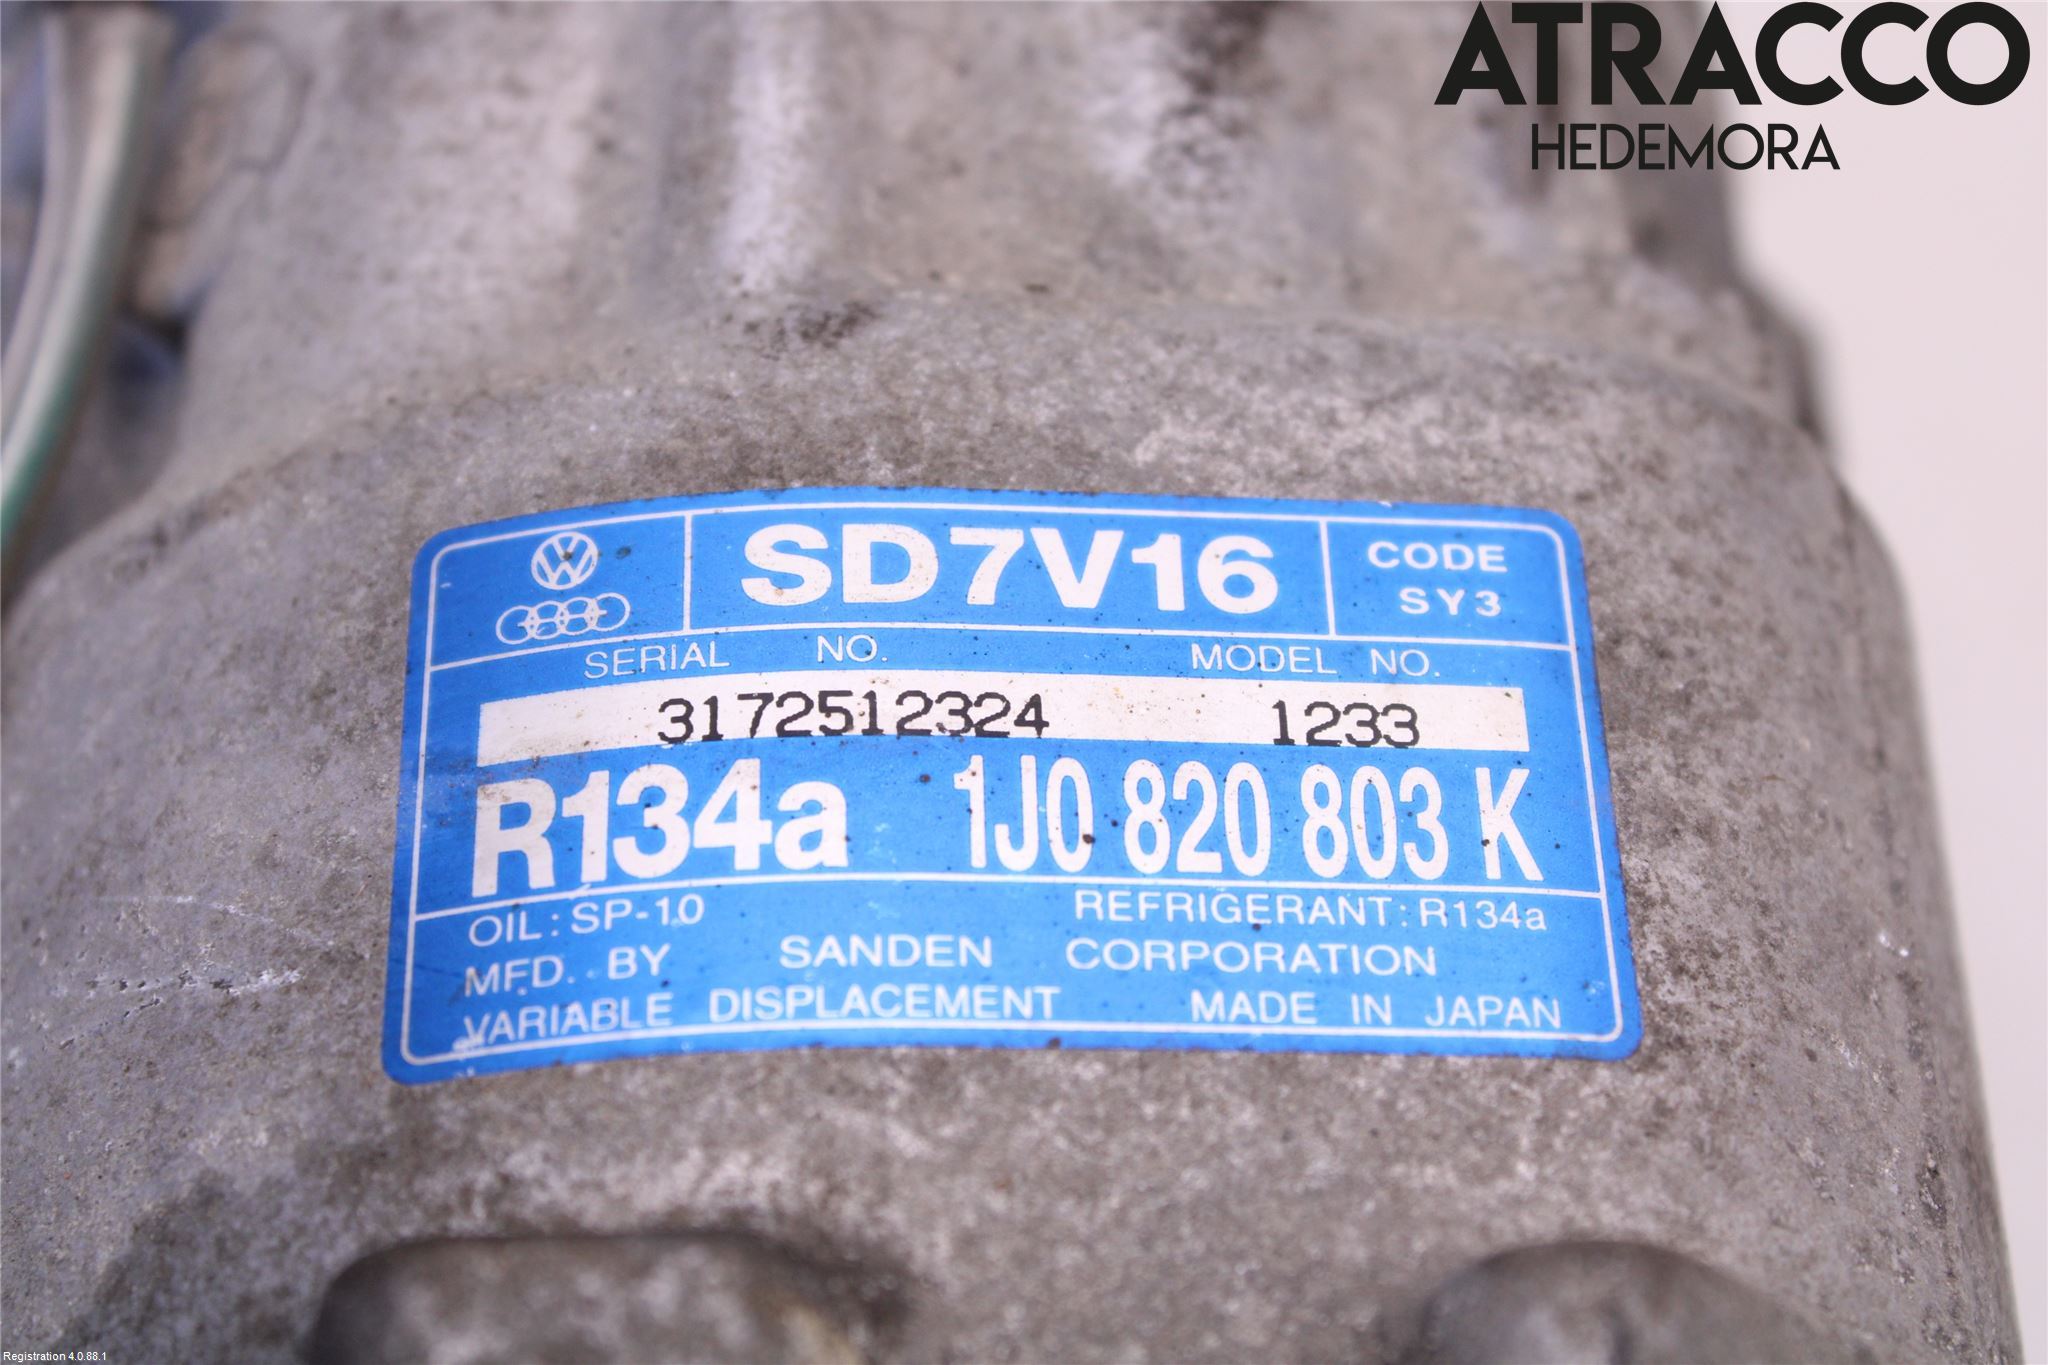 ATRACCO
HEDEMORA
SD7V16
CODE
SY3
SERIAL NO. MODEL NO.
3172512324 1233
R134a 1J0 820 803 K
OIL:SP-10 REFRIGERANT:R134a
MFD. BY SANDEN CORPORATION
VARIABLE DISPLACEMENT MADE IN JAPAN
Registration 4.0.88.1